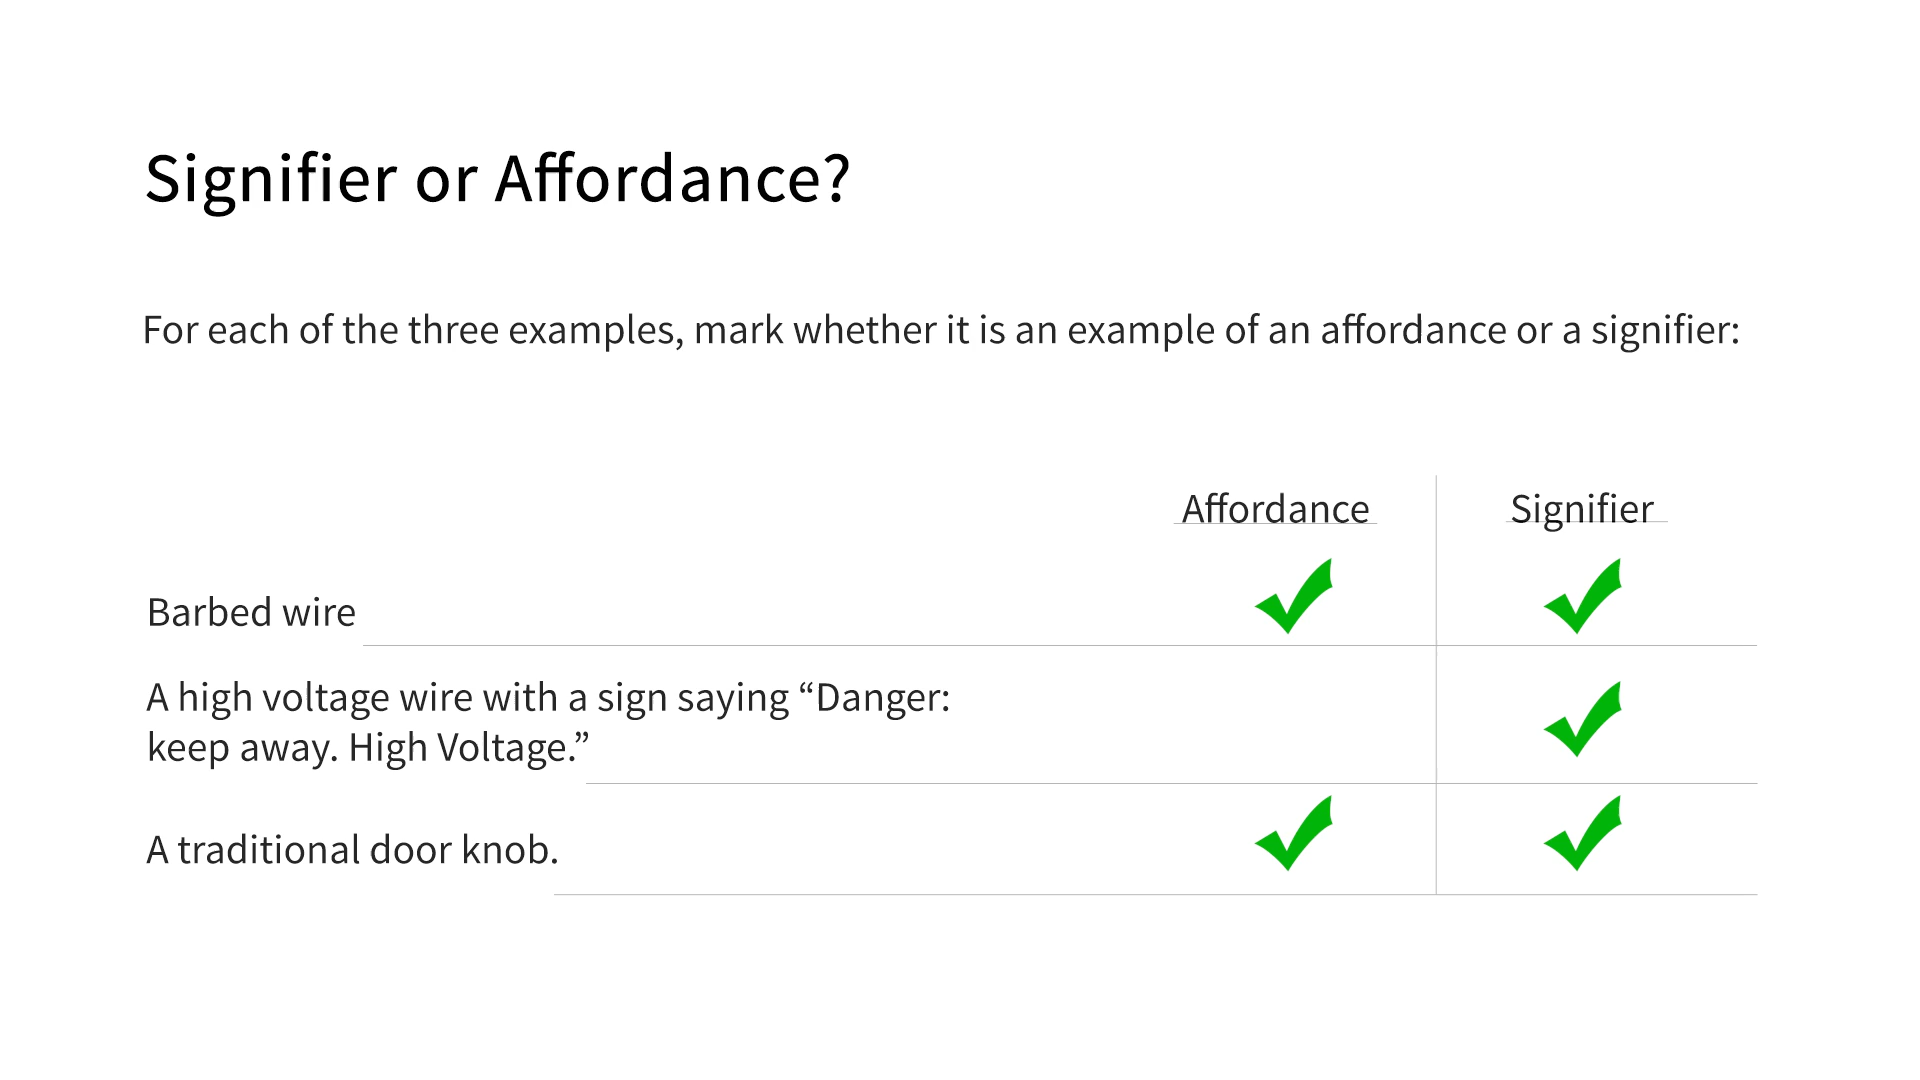 Signifier or Affordance?
For each of the three examples, mark whether it is an example of an affordance or a signifier:
Affordance
Signifier
Barbed wire
A high voltage wire with a sign saying “Danger:
keep away. High Voltage.”
A traditional door knob.